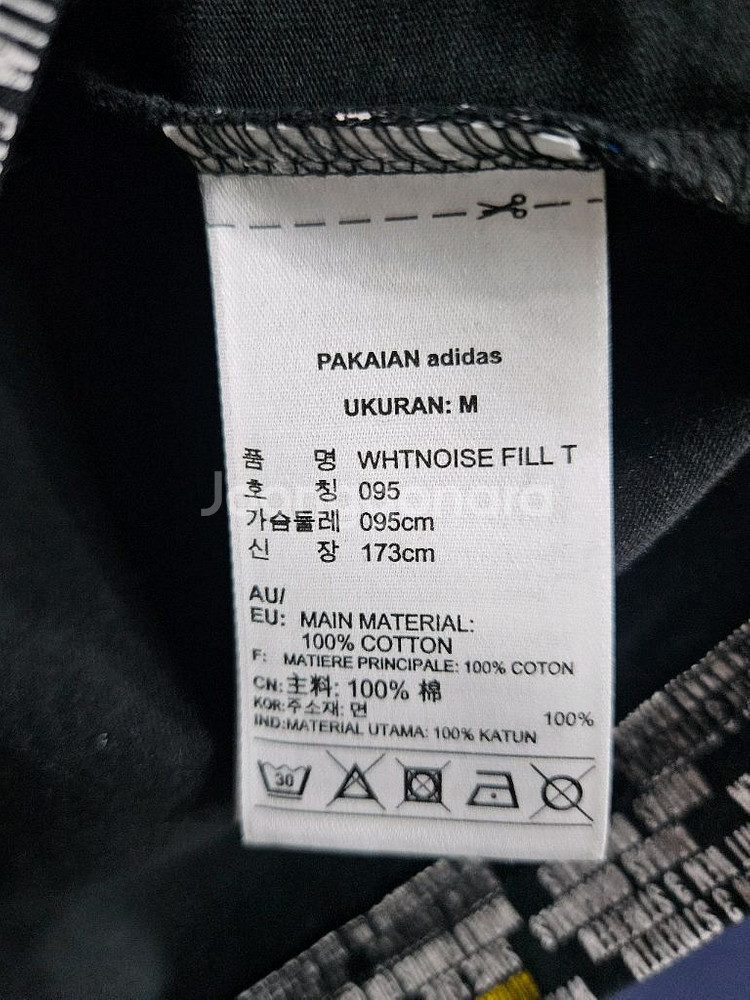 PAKAIAN adidas
UKURAN: M
품 명 WHTNOISE FILL T
호 칭 095
가슴둘레 095cm
신 장 173cm
AU/
EU: MAIN MATERIAL:
100% COTTON
F: MATIERE PRINCIPALE: 100% COTON
CN: 主料: 100% 棉
KOR:주소재: 면 100%
IND:MATERIAL UTAMA: 100% KATUN
30